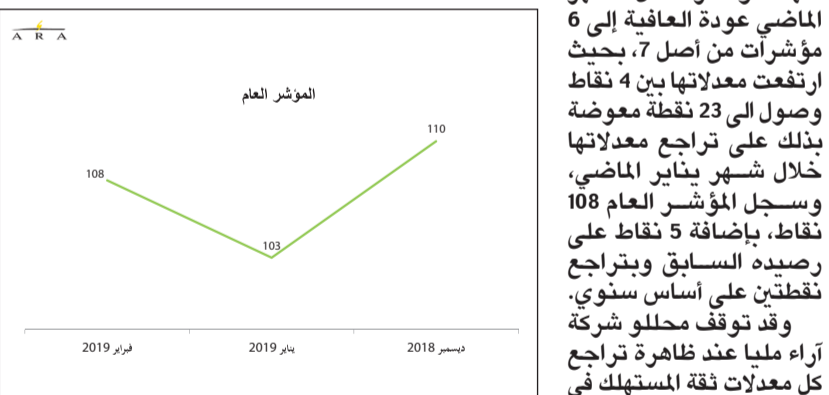 الماضي عودة العافية إلى 6
مؤشرات من أصل 7، بحيث
ارتفعت معدلاتها بين 4 نقاط
وصول الى 23 نقطة معوضة
بذلك على تراجع معدلاتها
خلال شهر يناير الماضي،
وسجل المؤشر العام 108
نقاط، بإضافة 5 نقاط على
رصيده السابق وبتراجع
نقطتين على أساس سنوي.
وقد توقف محللو شركة
آراء مليا عند ظاهرة تراجع
كل معدلات ثقة المستهلك في
A R A
المؤشر العام
110
103
108
ديسمبر 2018
يناير 2019
فبراير 2019